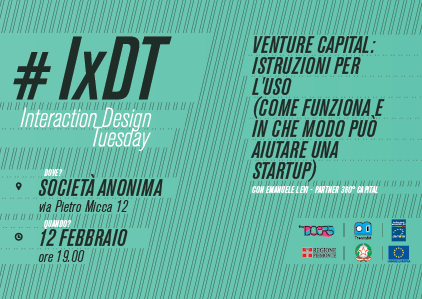 # IxDT
Interaction Design
Tuesday
DOVE?
SOCIETÀ ANONIMA
via Pietro Micca 12
QUANDO?
12 FEBBRAIO
ore 19.00
VENTURE CAPITAL:
ISTRUZIONI PER
L'USO
(COME FUNZIONA E
IN CHE MODO PUÒ
AIUTARE UNA
STARTUP)
CON EMANUELE LEVI - PARTNER 360° CAPITAL
REGIONE
PIEMONTE